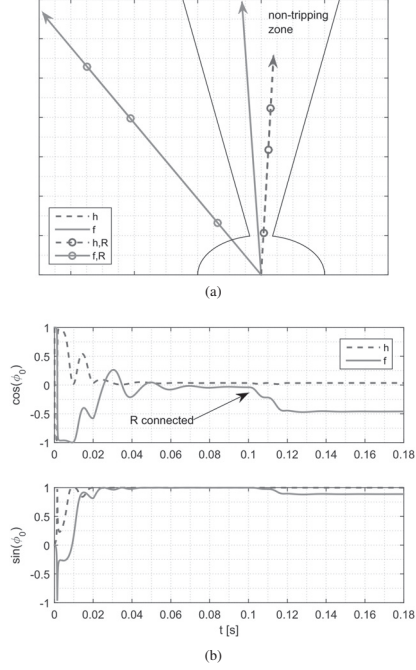 non-tripping
zone
h
f
h,R
f,R
(a)
1
0.5
0
-0.5
-1
cos(ϕ0)
h
f
R connected
0 0.02 0.04 0.06 0.08 0.1 0.12 0.14 0.16 0.18
1
0.5
0
-0.5
-1
sin(ϕ0)
0 0.02 0.04 0.06 0.08 0.1 0.12 0.14 0.16 0.18
t [s]
(b)